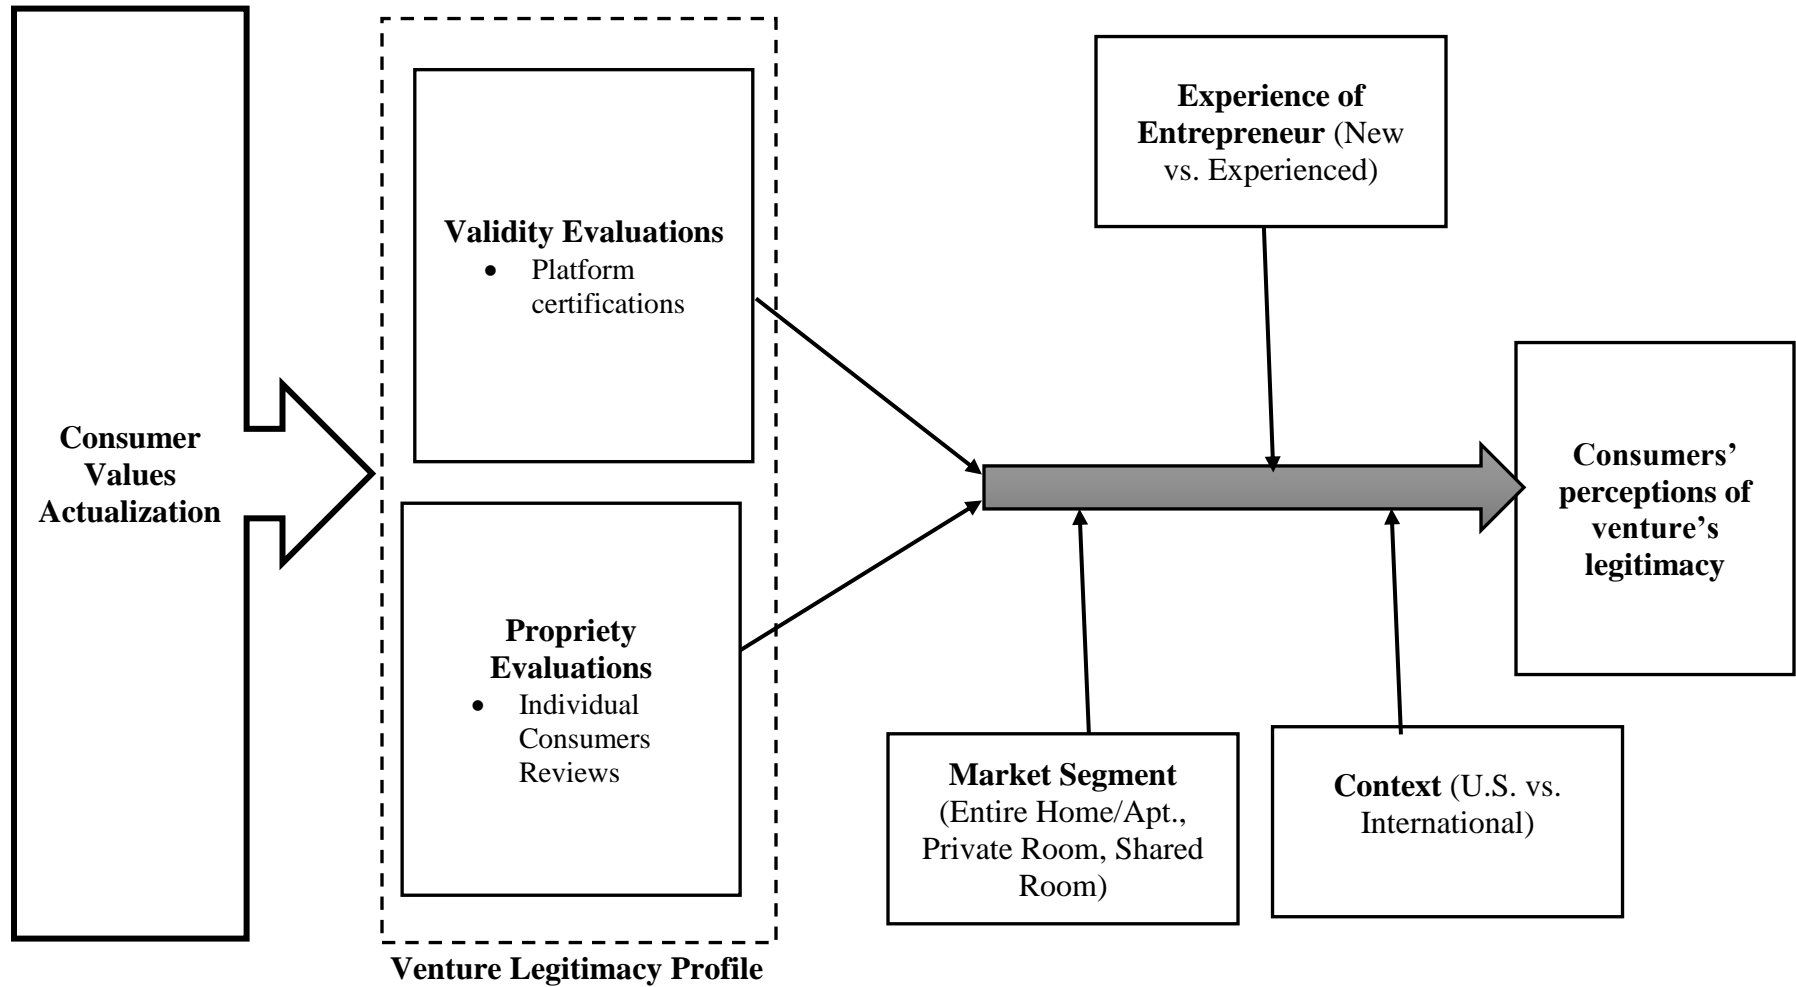 Consumer
Values
Actualization
Validity Evaluations
• Platform
certifications
Propriety
Evaluations
• Individual
Consumers
Reviews
Venture Legitimacy Profile
Experience of
Entrepreneur (New
vs. Experienced)
Market Segment
(Entire Home/Apt.,
Private Room, Shared
Room)
Context (U.S. vs.
International)
Consumers’
perceptions of
venture’s
legitimacy